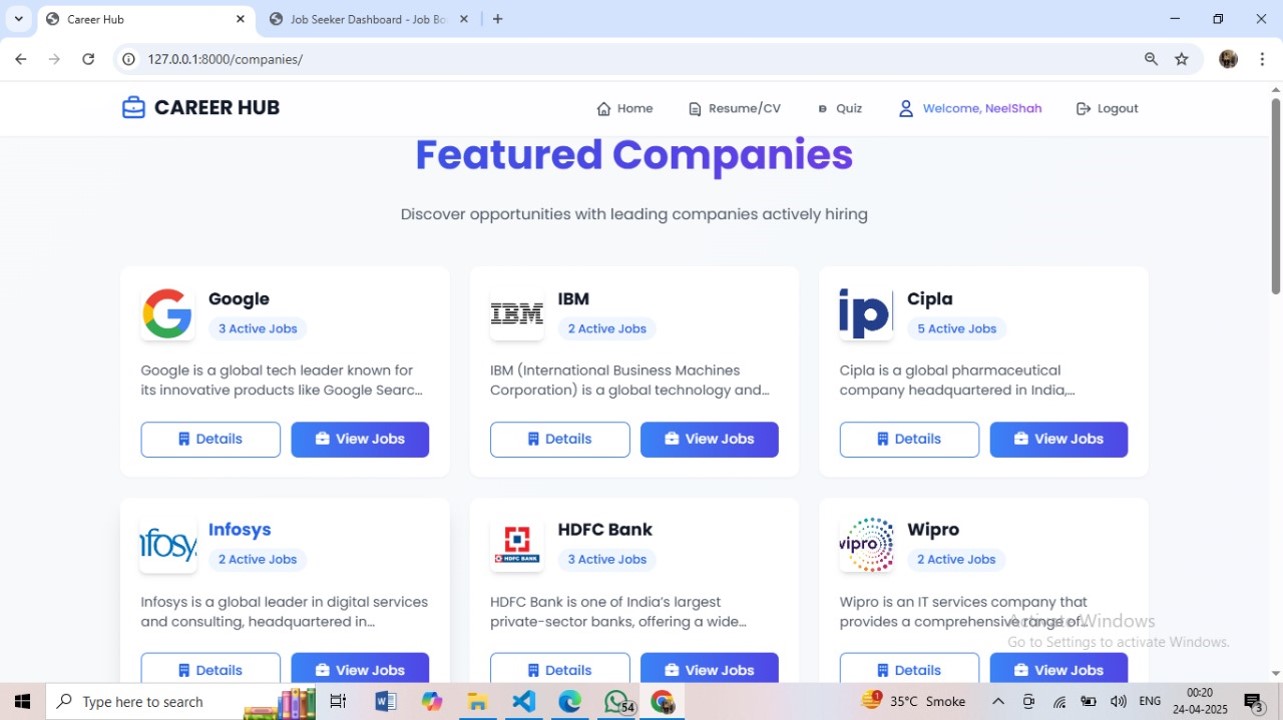 Career Hub
Job Seeker Dashboard - Job Bo
127.0.0.1:8000/companies/
CAREER HUB
Home
Resume/CV
Quiz
Welcome, NeelShah
Logout
Featured Companies
Discover opportunities with leading companies actively hiring
Google
3 Active Jobs
Google is a global tech leader known for
its innovative products like Google Searc...
Details
View Jobs
IBM
IBM
2 Active Jobs
IBM (International Business Machines
Corporation) is a global technology and...
Details
View Jobs
ip
Cipla
5 Active Jobs
Cipla is a global pharmaceutical
company headquartered in India,...
Details
View Jobs
nfosy
Infosys
2 Active Jobs
Infosys is a global leader in digital services
and consulting, headquartered in...
Details
View Jobs
HDFC BANK
HDFC Bank
3 Active Jobs
HDFC Bank is one of India's largest
private-sector banks, offering a wide...
Details
View Jobs
wipro
Wipro
2 Active Jobs
Wipro is an IT services company that
provides a comprehensive range of...
Details
View Jobs
Activate Windows
Go to Settings to activate Windows.
Type here to search
54
1
35°C Smoke
ENG
00:20
24-04-2025
3